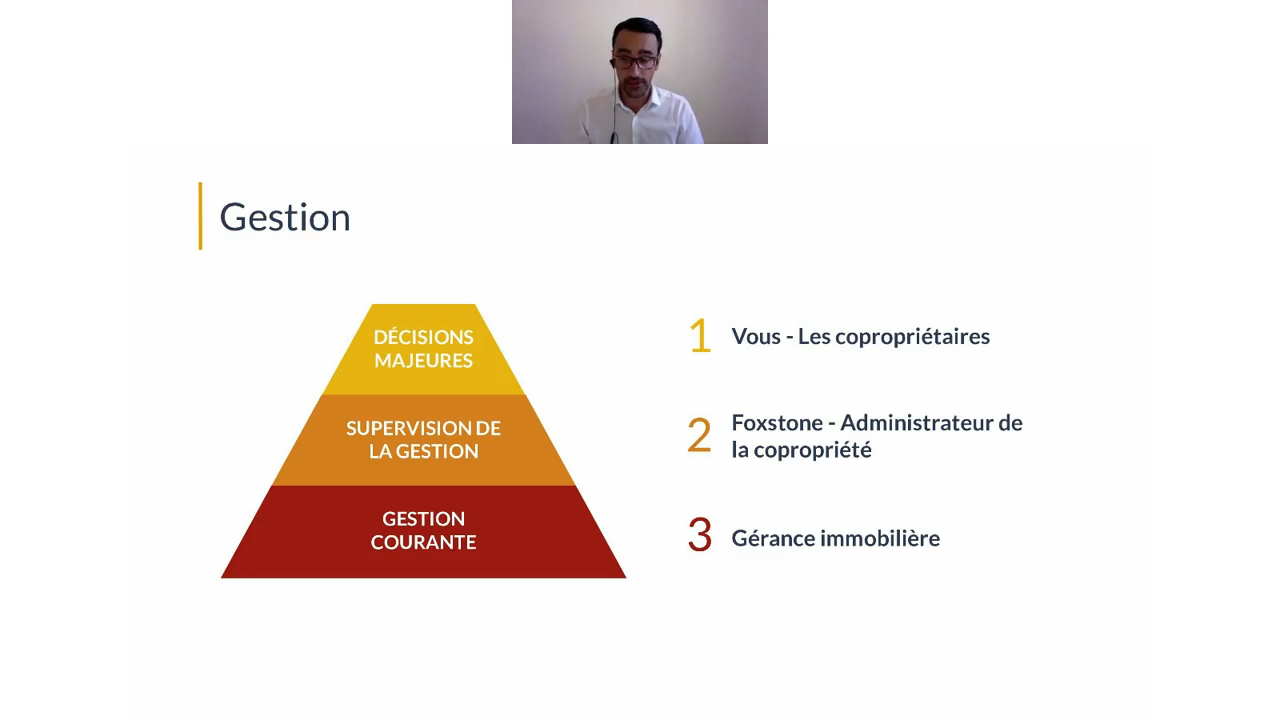 Gestion
DÉCISIONS
MAJEURES
SUPERVISION DE
LA GESTION
GESTION
COURANTE
1 Vous - Les copropriétaires
2 Foxstone - Administrateur de
la copropriété
3 Gérance immobilière